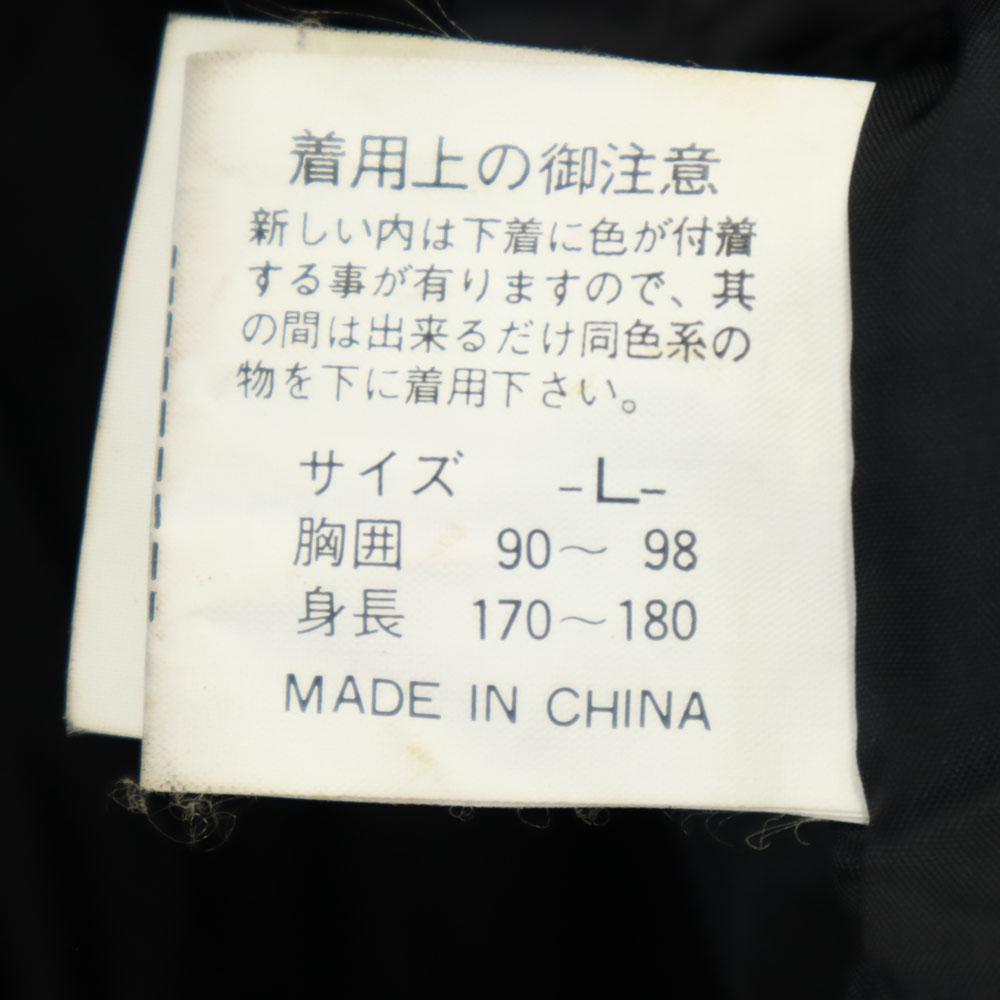 着用上の御注意
新しい内は下着に色が付着
する事が有りますので、其
の間は出来るだけ同色系の
物を下に着用下さい。
サイズ -L-
胸囲 90～98
身長 170～180
MADE IN CHINA